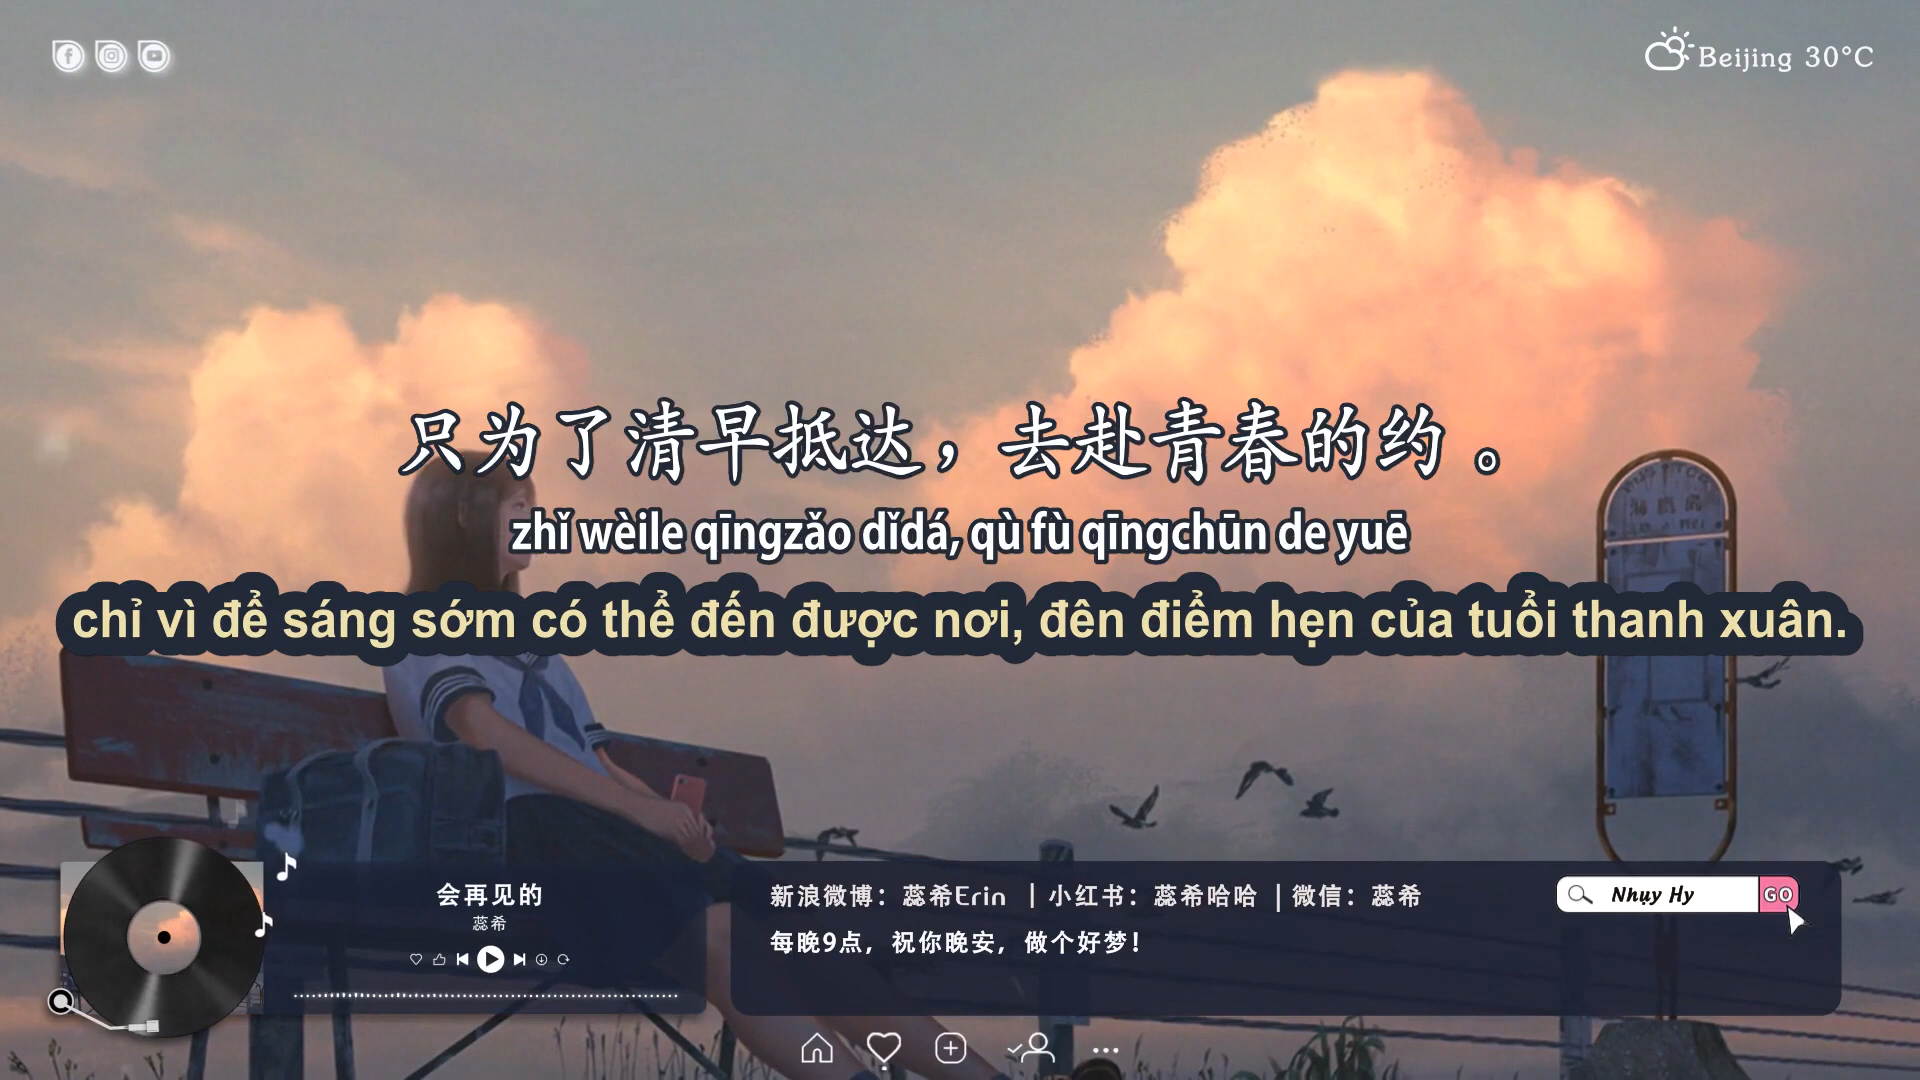 Beijing 30°C
只为了清早抵达，去赴青春的约 。
zhǐ wèile qīngzǎo dǐdá, qù fù qīngchūn de yuē
chỉ vì để sáng sớm có thể đến được nơi, đên điểm hẹn của tuổi thanh xuân.
会再见的
蕊希
新浪微博：蕊希Erin ｜小红书：蕊希哈哈 ｜微信：蕊希
每晚9点，祝你晚安，做个好梦！
Nhụy Hy
GO